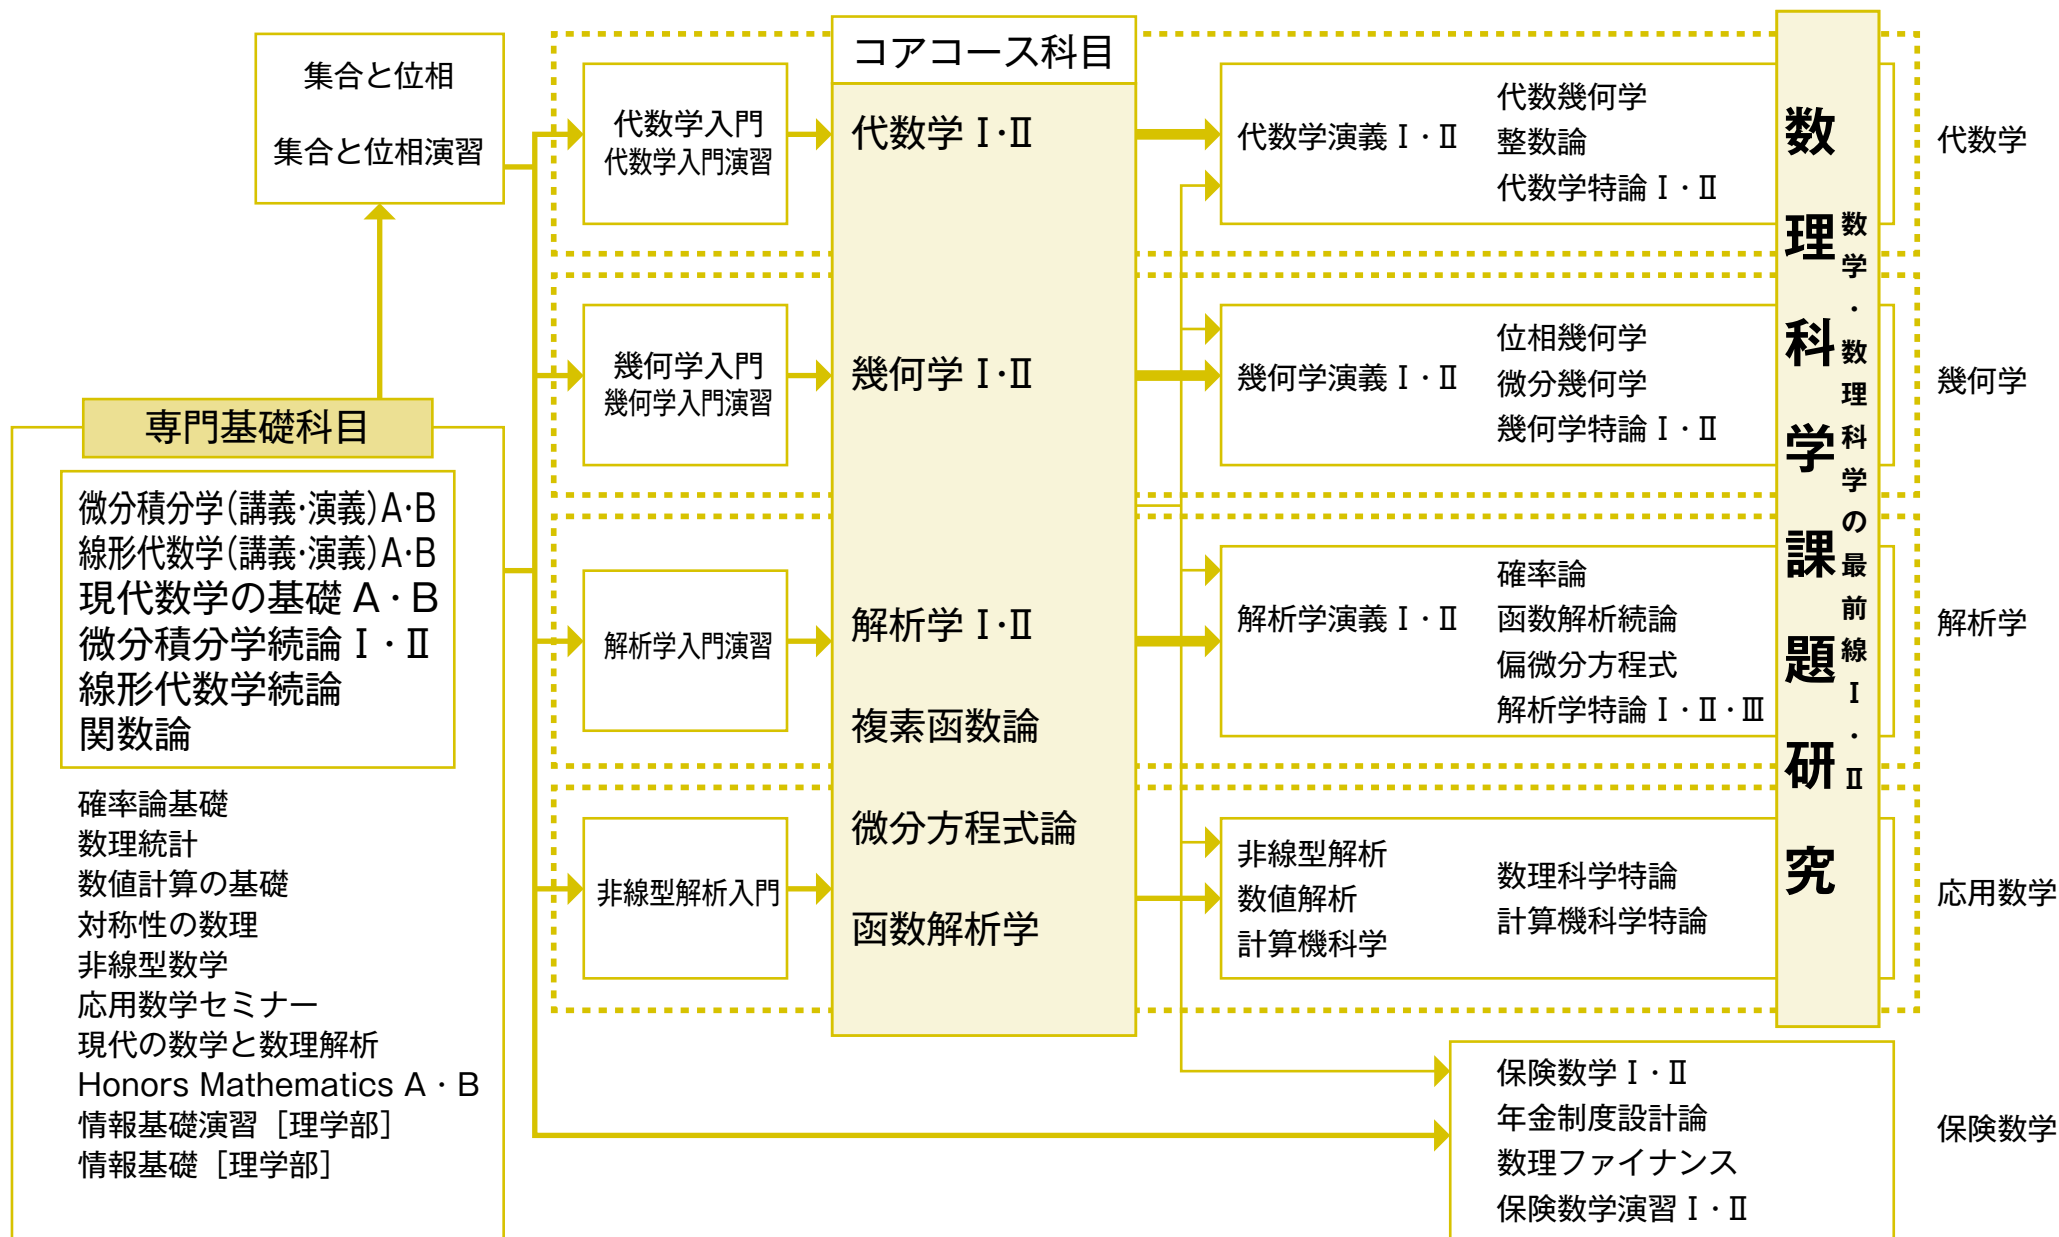 集合と位相
集合と位相演習
専門基礎科目
微分積分学(講義·演義)A·B
線形代数学(講義·演義)A·B
現代数学の基礎 A・B
微分積分学続論 Ⅰ・Ⅱ
線形代数学続論
関数論
確率論基礎
数理統計
数値計算の基礎
対称性の数理
非線型数学
応用数学セミナー
現代の数学と数理解析
Honors Mathematics A・B
情報基礎演習［理学部］
情報基礎［理学部］
代数学入門
代数学入門演習
幾何学入門
幾何学入門演習
解析学入門演習
非線型解析入門
コアコース科目
代数学 Ⅰ·Ⅱ
幾何学 Ⅰ·Ⅱ
解析学 Ⅰ·Ⅱ
複素函数論
微分方程式論
函数解析学
代数学演義 Ⅰ・Ⅱ
代数幾何学
整数論
代数学特論 Ⅰ・Ⅱ
幾何学演義 Ⅰ・Ⅱ
位相幾何学
微分幾何学
幾何学特論 Ⅰ・Ⅱ
解析学演義 Ⅰ・Ⅱ
確率論
函数解析続論
偏微分方程式
解析学特論 Ⅰ・Ⅱ・Ⅲ
非線型解析
数値解析
計算機科学
数理科学特論
計算機科学特論
保険数学 Ⅰ・Ⅱ
年金制度設計論
数理ファイナンス
保険数学演習 Ⅰ・Ⅱ
数理科学課題研究
数学・数理科学の最前線Ⅰ・Ⅱ
代数学
幾何学
解析学
応用数学
保険数学